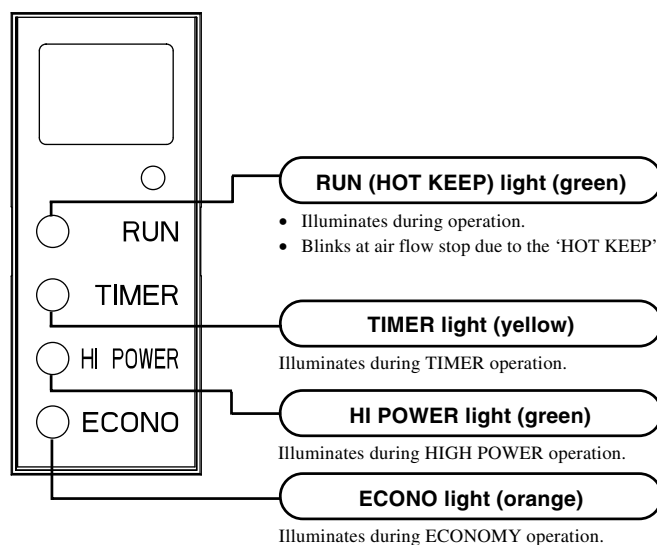 RUN
TIMER
HI POWER
ECONO
RUN (HOT KEEP) light (green)
• Illuminates during operation.
• Blinks at air flow stop due to the ‘HOT KEEP’
TIMER light (yellow)
Illuminates during TIMER operation.
HI POWER light (green)
Illuminates during HIGH POWER operation.
ECONO light (orange)
Illuminates during ECONOMY operation.